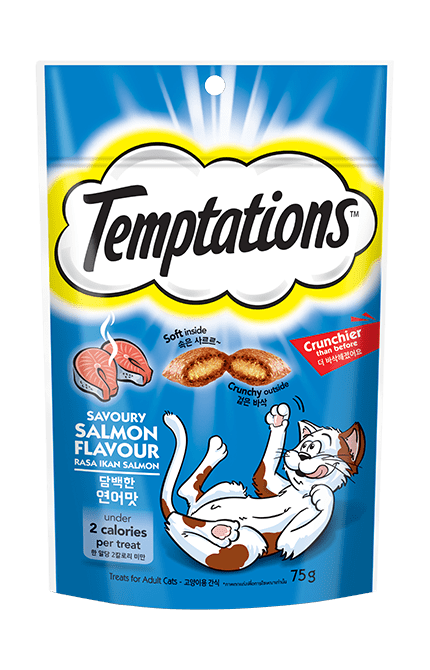 Temptations™
Soft inside
속은 사르르~
Crunchy outside
겉은 바삭
Crunchier
than before
더 바삭해졌어요
SAVOURY
SALMON
FLAVOUR
RASA IKAN SALMON
담백한
연어맛
under
2 calories
per treat
한 알당 2칼로리 미만
Treats for Adult Cats - 고양이용 간식
75g